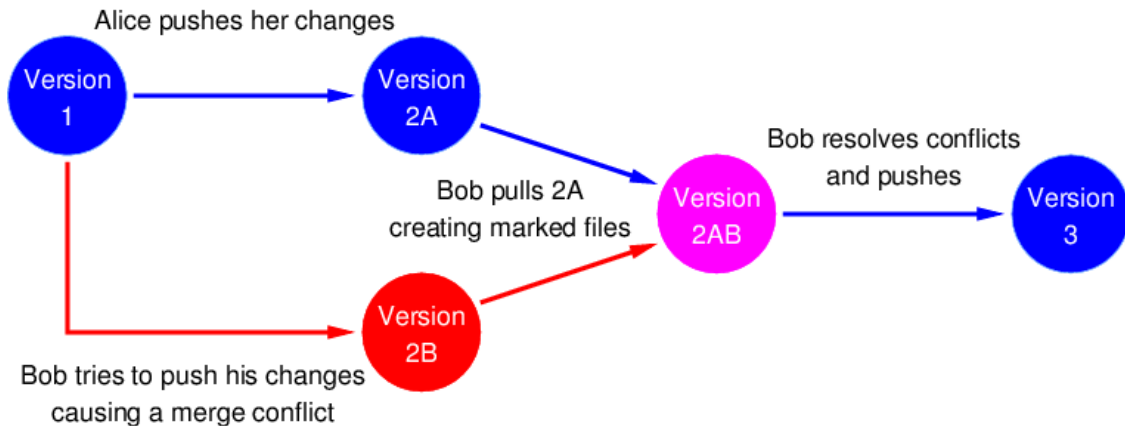 Alice pushes her changes
Version
1
Version
2A
Bob pulls 2A
creating marked files
Version
2AB
Bob resolves conflicts
and pushes
Version
3
Version
2B
Bob tries to push his changes
causing a merge conflict